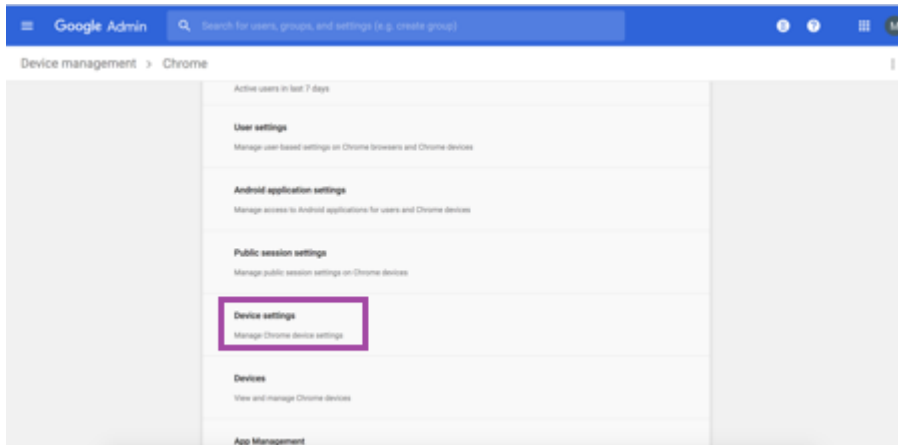 Google Admin
Search for users, groups, and settings (e.g. create group)
Device management > Chrome
Active users in last 7 days
User settings
Manage user-based settings on Chrome browsers and Chrome devices
Android application settings
Manage access to Android applications for users and Chrome devices
Public session settings
Manage public session settings on Chrome devices
Device settings
Manage Chrome device settings
Devices
View and manage Chrome devices
App Management